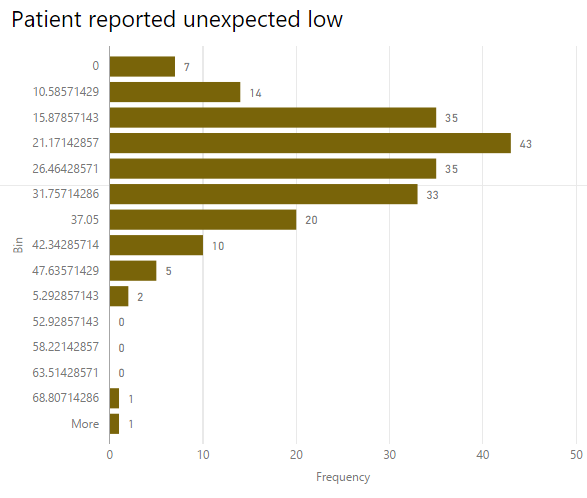 Patient reported unexpected low
0 7
10.58571429 14
15.87857143 35
21.17142857 43
26.46428571 35
31.75714286 33
37.05 20
42.34285714 10
47.63571429 5
5.292857143 2
52.92857143 0
58.22142857 0
63.51428571 0
68.80714286 1
More 1
Bin
0 10 20 30 40 50
Frequency